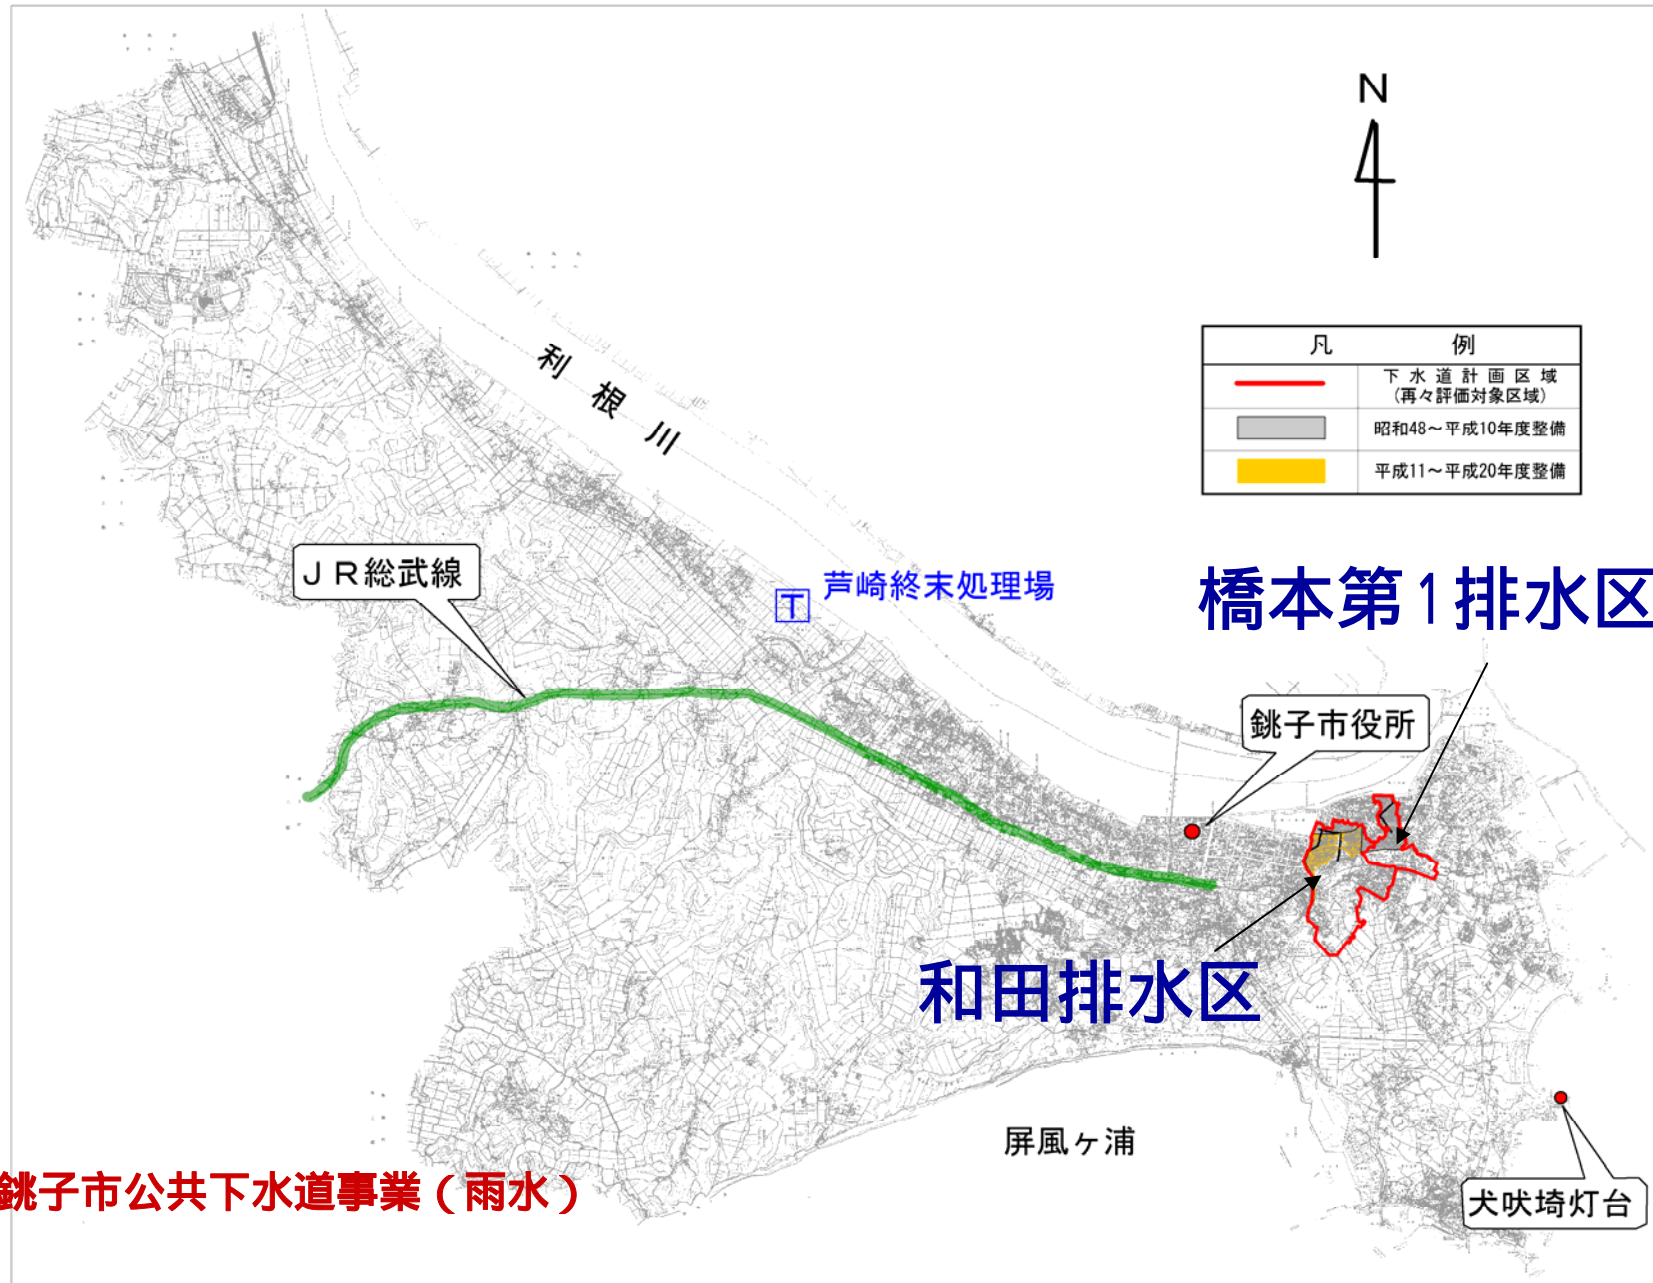 N
利根川
凡例
下水道計画区域
(再々評価対象区域)
昭和48～平成10年度整備
平成11～平成20年度整備
JR総武線
T
芦崎終末処理場
橋本第1排水区
銚子市役所
和田排水区
屏風ヶ浦
銚子市公共下水道事業(雨水)
犬吠埼灯台